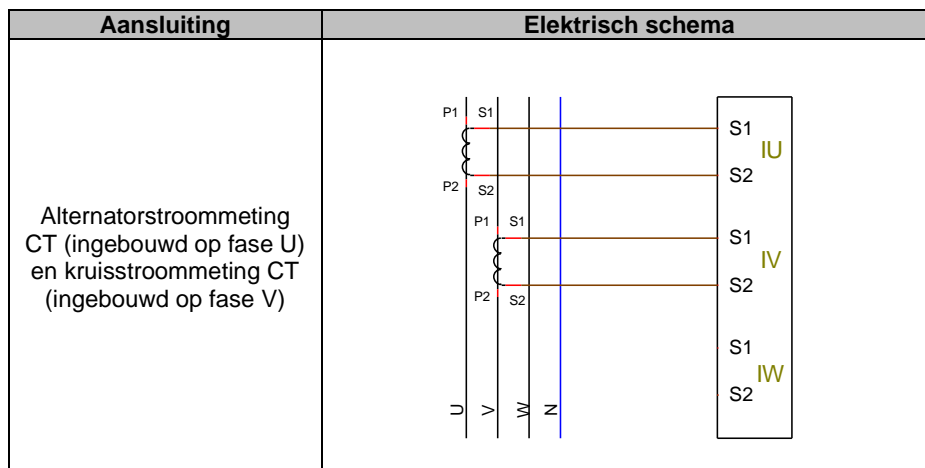 Aansluiting
Elektrisch schema
Alternatorstroommeting
CT (ingebouwd op fase U)
en kruisstroommeting CT
(ingebouwd op fase V)
P1 S1
P2 S2
P1 S1
P2 S2
U V W N
S1
IU
S2
S1
IV
S2
S1
IW
S2